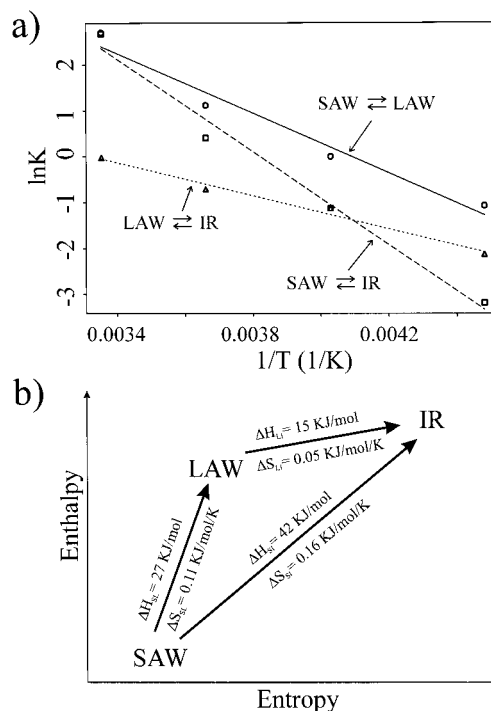 a)
2
1
0
-1
-2
-3
lnK
SAW ⇄ LAW
LAW ⇄ IR
SAW ⇄ IR
0.0034
0.0038
0.0042
1/T (1/K)
b)
Enthalpy
IR
ΔH_LI= 15 KJ/mol
ΔS_LI= 0.05 KJ/mol/K
LAW
ΔH_SL= 27 KJ/mol
ΔS_SL= 0.11 KJ/mol/K
ΔH_SI= 42 KJ/mol
ΔS_SI= 0.16 KJ/mol/K
SAW
Entropy